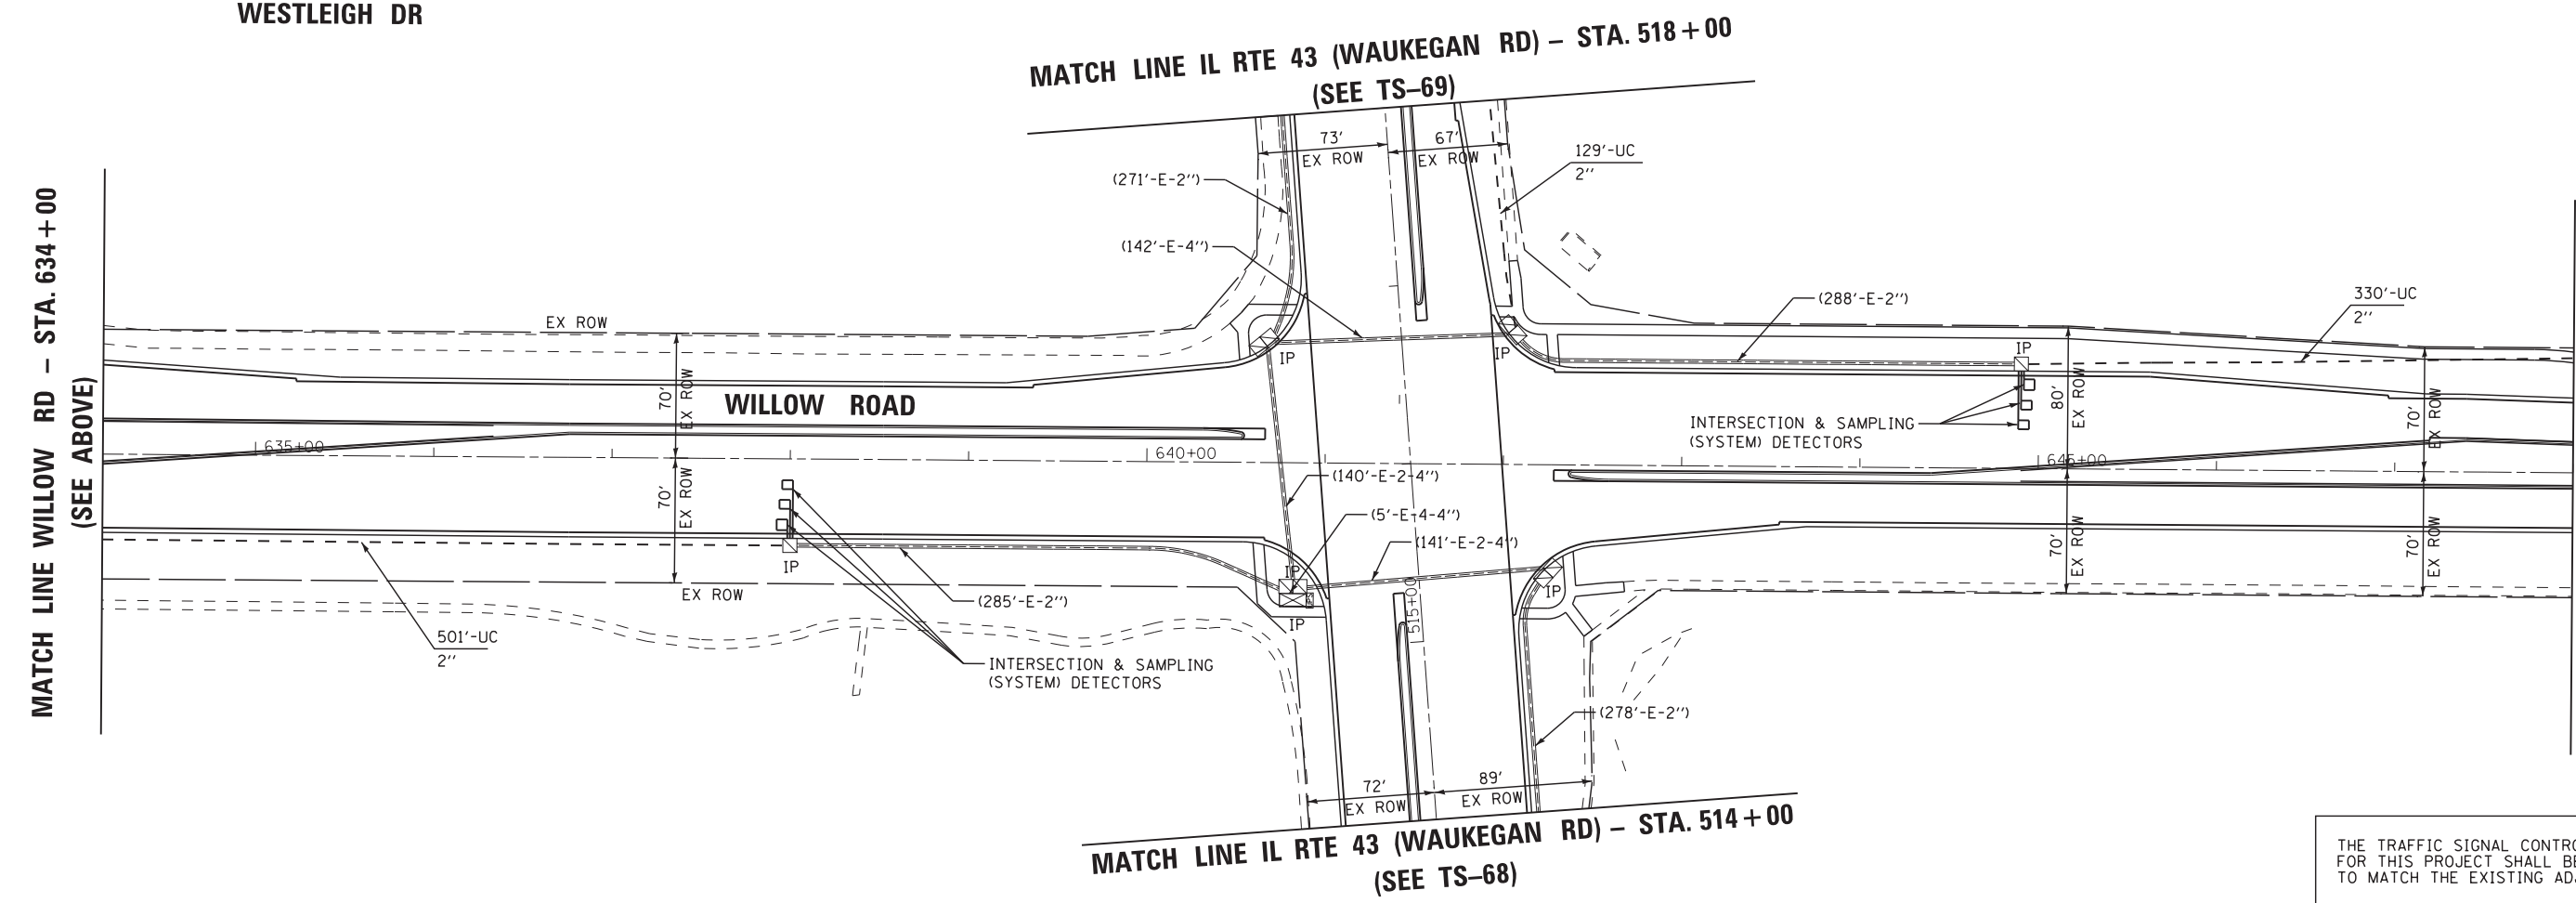 WESTLEIGH DR
MATCH LINE IL RTE 43 (WAUKEGAN RD) – STA. 518+00
(SEE TS–69)
73'
EX ROW
67'
EX ROW
129'-UC
2''
(271'-E-2'')
(142'-E-4'')
MATCH LINE WILLOW RD – STA. 634+00
(SEE ABOVE)
EX ROW
IP
IP
(288'-E-2'')
330'-UC
2''
IP
70'
EX ROW
WILLOW ROAD
80'
EX ROW
70'
EX ROW
INTERSECTION & SAMPLING
(SYSTEM) DETECTORS
635+00
640+00
645+00
70'
EX ROW
(140'-E-2-4'')
(5'-E-4-4'')
(141'-E-2-4'')
70'
EX ROW
70'
EX ROW
IP
IP
IP
EX ROW
(285'-E-2'')
515+00
IP
501'-UC
2''
INTERSECTION & SAMPLING
(SYSTEM) DETECTORS
(278'-E-2'')
72'
EX ROW
89'
EX ROW
MATCH LINE IL RTE 43 (WAUKEGAN RD) – STA. 514+00
(SEE TS–68)
THE TRAFFIC SIGNAL CONTRO
FOR THIS PROJECT SHALL BE
TO MATCH THE EXISTING ADJ